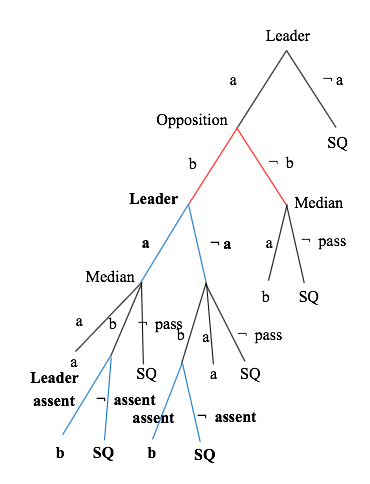 Leader
a ¬ a
Opposition
SQ
b ¬ b
Leader Median
a ¬ a a ¬ pass
Median
b SQ
a b ¬ pass b a ¬ pass
a SQ a SQ
Leader
assent ¬ assent
assent ¬ assent
b SQ b SQ